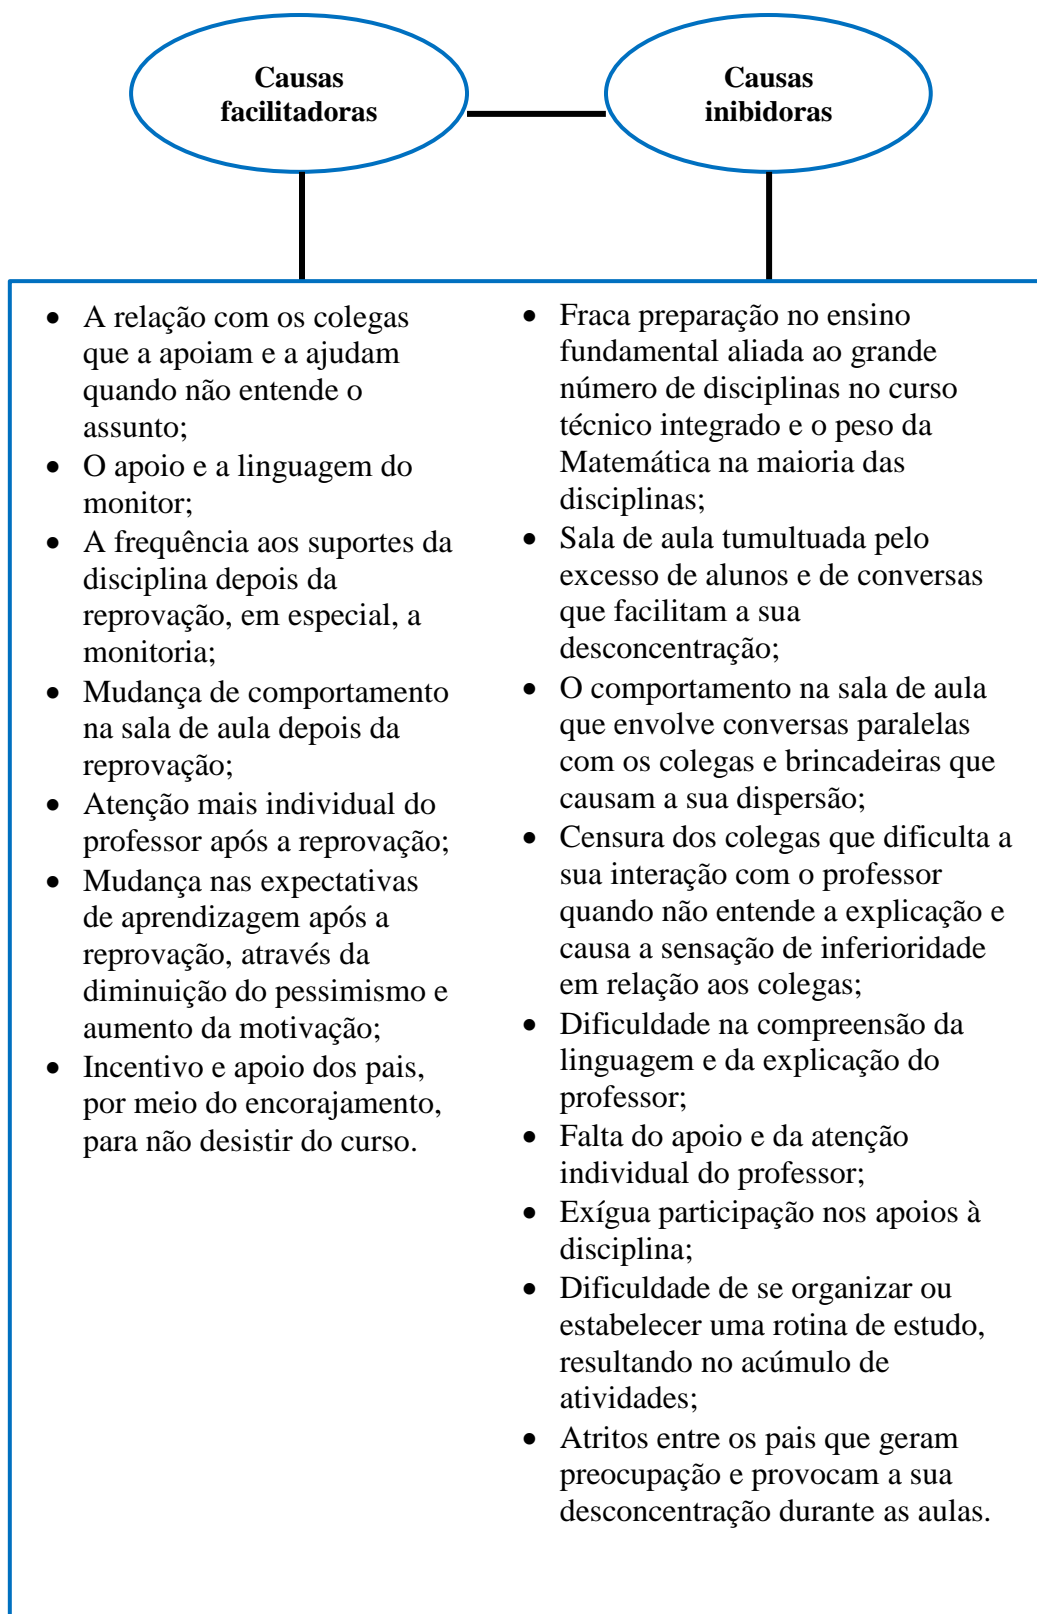 Causas
facilitadoras
Causas
inibidoras
• A relação com os colegas
que a apoiam e a ajudam
quando não entende o
assunto;
• O apoio e a linguagem do
monitor;
• A frequência aos suportes da
disciplina depois da
reprovação, em especial, a
monitoria;
• Mudança de comportamento
na sala de aula depois da
reprovação;
• Atenção mais individual do
professor após a reprovação;
• Mudança nas expectativas
de aprendizagem após a
reprovação, através da
diminuição do pessimismo e
aumento da motivação;
• Incentivo e apoio dos pais,
por meio do encorajamento,
para não desistir do curso.
• Fraca preparação no ensino
fundamental aliada ao grande
número de disciplinas no curso
técnico integrado e o peso da
Matemática na maioria das
disciplinas;
• Sala de aula tumultuada pelo
excesso de alunos e de conversas
que facilitam a sua
desconcentração;
• O comportamento na sala de aula
que envolve conversas paralelas
com os colegas e brincadeiras que
causam a sua dispersão;
• Censura dos colegas que dificulta a
sua interação com o professor
quando não entende a explicação e
causa a sensação de inferioridade
em relação aos colegas;
• Dificuldade na compreensão da
linguagem e da explicação do
professor;
• Falta do apoio e da atenção
individual do professor;
• Exígua participação nos apoios à
disciplina;
• Dificuldade de se organizar ou
estabelecer uma rotina de estudo,
resultando no acúmulo de
atividades;
• Atritos entre os pais que geram
preocupação e provocam a sua
desconcentração durante as aulas.